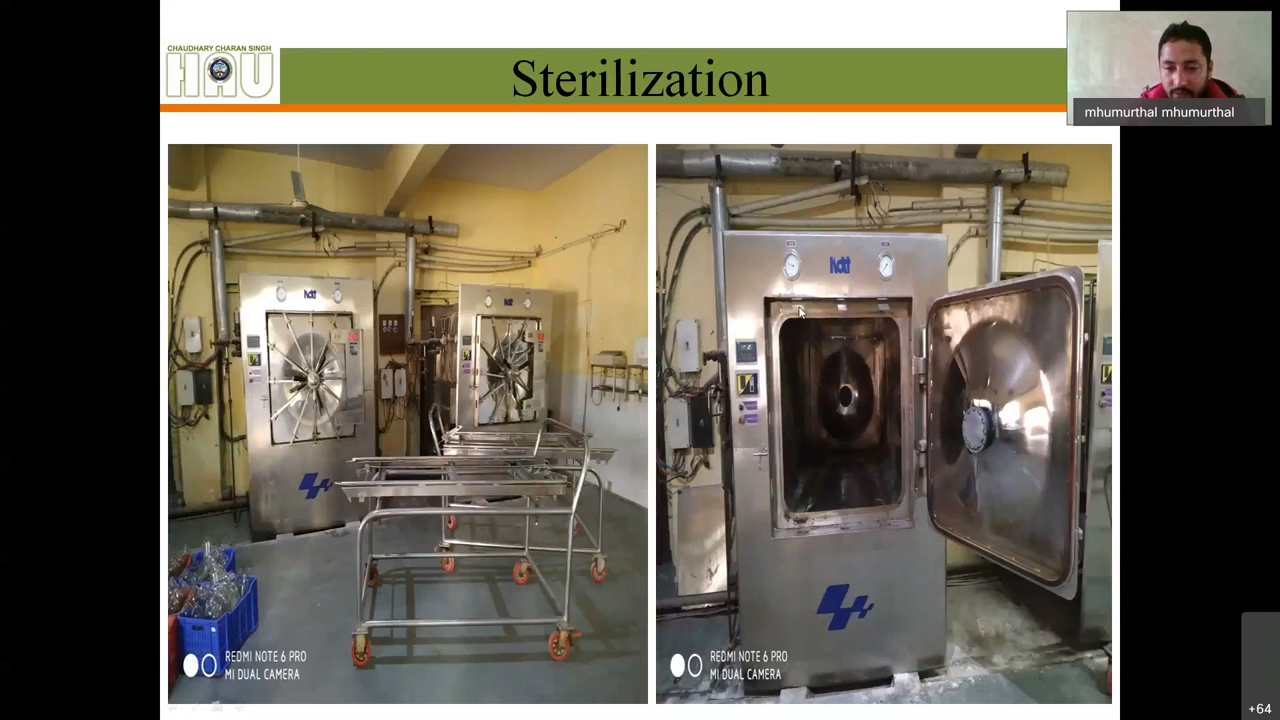 CHAUDHARY CHARAN SINGH
HAU
Sterilization
mhumurthal mhumurthal
REDMI NOTE 6 PRO
MI DUAL CAMERA
REDMI NOTE 6 PRO
MI DUAL CAMERA
+64